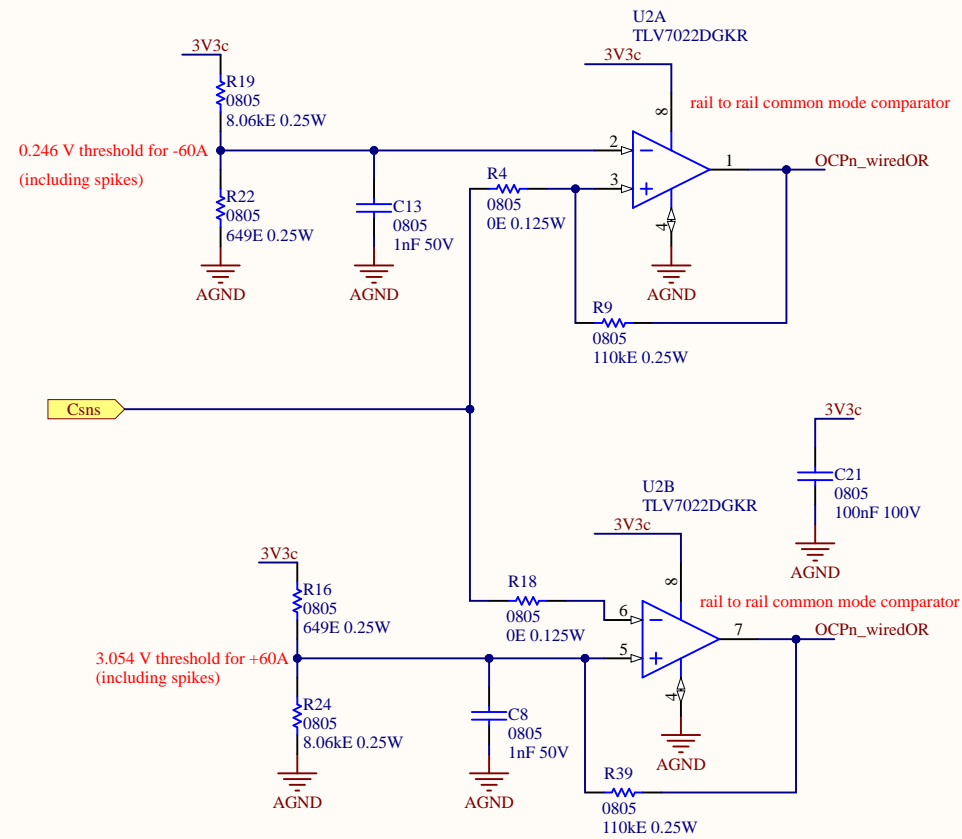 U2A
TLV7022DGKR
3V3c
3V3c
R19
0805
8.06kE 0.25W
8
rail to rail common mode comparator
0.246 V threshold for -60A
(including spikes)
2
1
OCPn_wiredOR
R4
3
0805
0E 0.125W
R22
0805
649E 0.25W
C13
0805
1nF 50V
4
AGND
AGND
AGND
R9
0805
110kE 0.25W
Csns
3V3c
C21
0805
100nF 100V
AGND
U2B
TLV7022DGKR
3V3c
3V3c
R16
0805
649E 0.25W
R18
0805
0E 0.125W
8
rail to rail common mode comparator
6
7
OCPn_wiredOR
5
3.054 V threshold for +60A
(including spikes)
R24
0805
8.06kE 0.25W
C8
0805
1nF 50V
4
AGND
AGND
AGND
R39
0805
110kE 0.25W